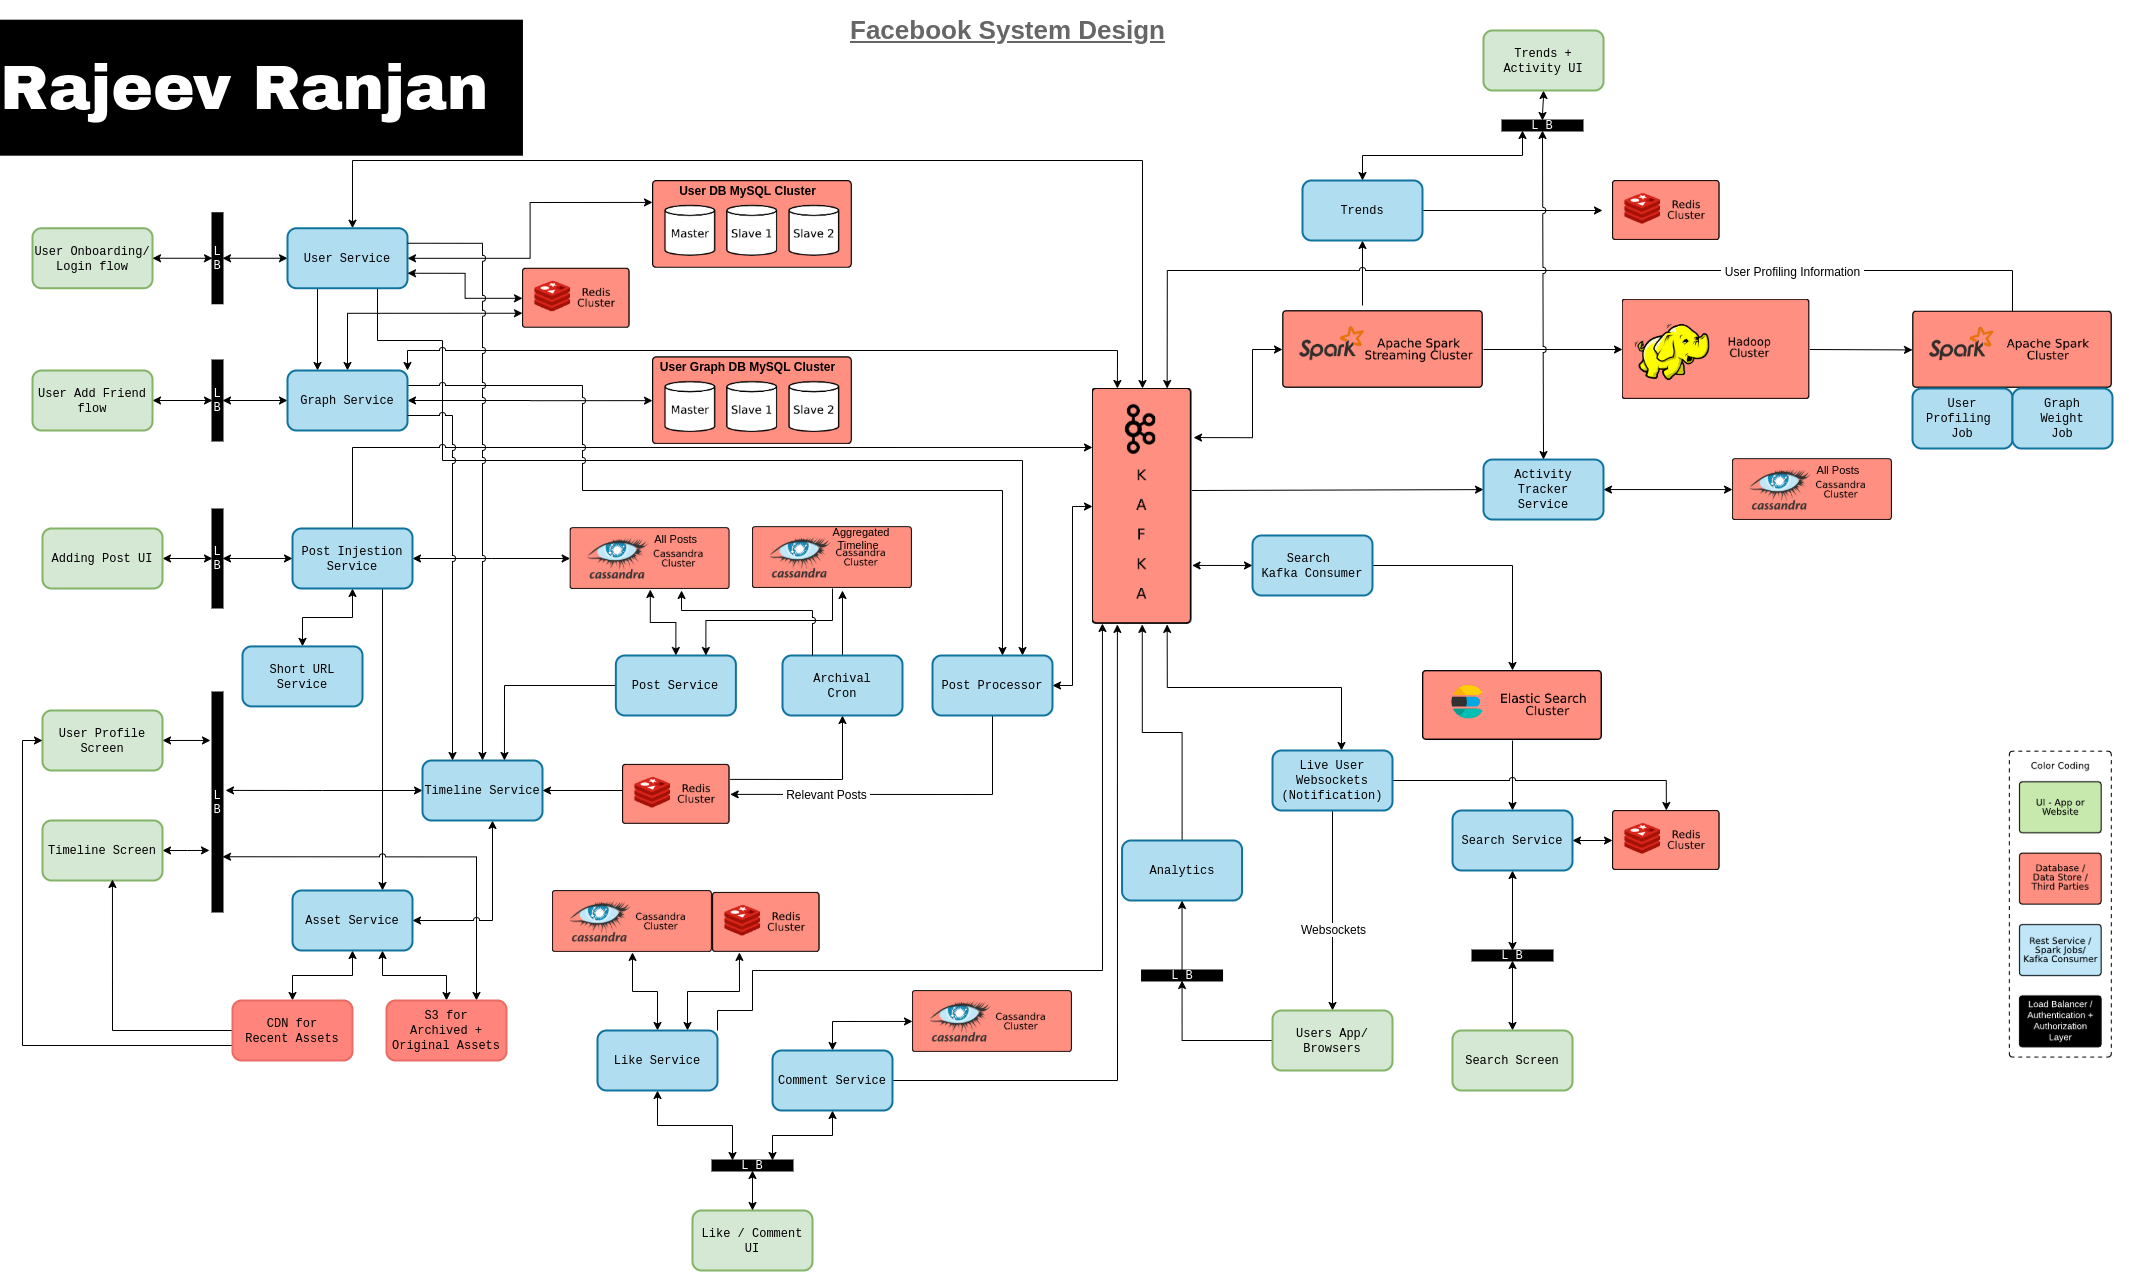 Facebook System Design
Rajeev Ranjan
Trends +
Activity UI
L B
Trends
Redis
Cluster
User Profiling Information
User DB MySQL Cluster
Master
Slave 1
Slave 2
User Onboarding/
Login flow
L
B
User Service
Redis
Cluster
User Add Friend
flow
L
B
Graph Service
User Graph DB MySQL Cluster
Master
Slave 1
Slave 2
Spark
Apache Spark
Streaming Cluster
Hadoop
Cluster
Spark
Apache Spark
Cluster
User
Profiling
Job
Graph
Weight
Job
K
A
F
K
A
Activity
Tracker
Service
cassandra
All Posts
Cassandra
Cluster
Adding Post UI
L
B
Post Injestion
Service
cassandra
All Posts
Cassandra
Cluster
cassandra
Aggregated
Timeline
Cassandra
Cluster
Search
Kafka Consumer
Short URL
Service
Post Service
Archival
Cron
Post Processor
Elastic Search
Cluster
User Profile
Screen
L
B
Timeline Service
Redis
Cluster
Relevant Posts
Live User
Websockets
(Notification)
Timeline Screen
Search Service
Redis
Cluster
Analytics
Asset Service
cassandra
Cassandra
Cluster
Redis
Cluster
Websockets
L B
L B
CDN for
Recent Assets
S3 for
Archived +
Original Assets
cassandra
Cassandra
Cluster
Like Service
Comment Service
Users App/
Browsers
Search Screen
L B
Like / Comment
UI
Color Coding
UI - App or
Website
Database /
Data Store /
Third Parties
Rest Service /
Spark Jobs/
Kafka Consumer
Load Balancer /
Authentication +
Authorization
Layer